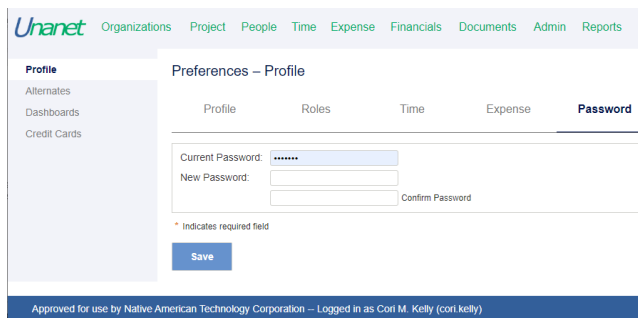 Unanet Organizations Project People Time Expense Financials Documents Admin Reports
Profile
Alternates
Dashboards
Credit Cards
Preferences – Profile
Profile Roles Time Expense Password
Current Password: •••••••
New Password:
Confirm Password
* Indicates required field
Save
Approved for use by Native American Technology Corporation -- Logged in as Cori M. Kelly (cori.kelly)